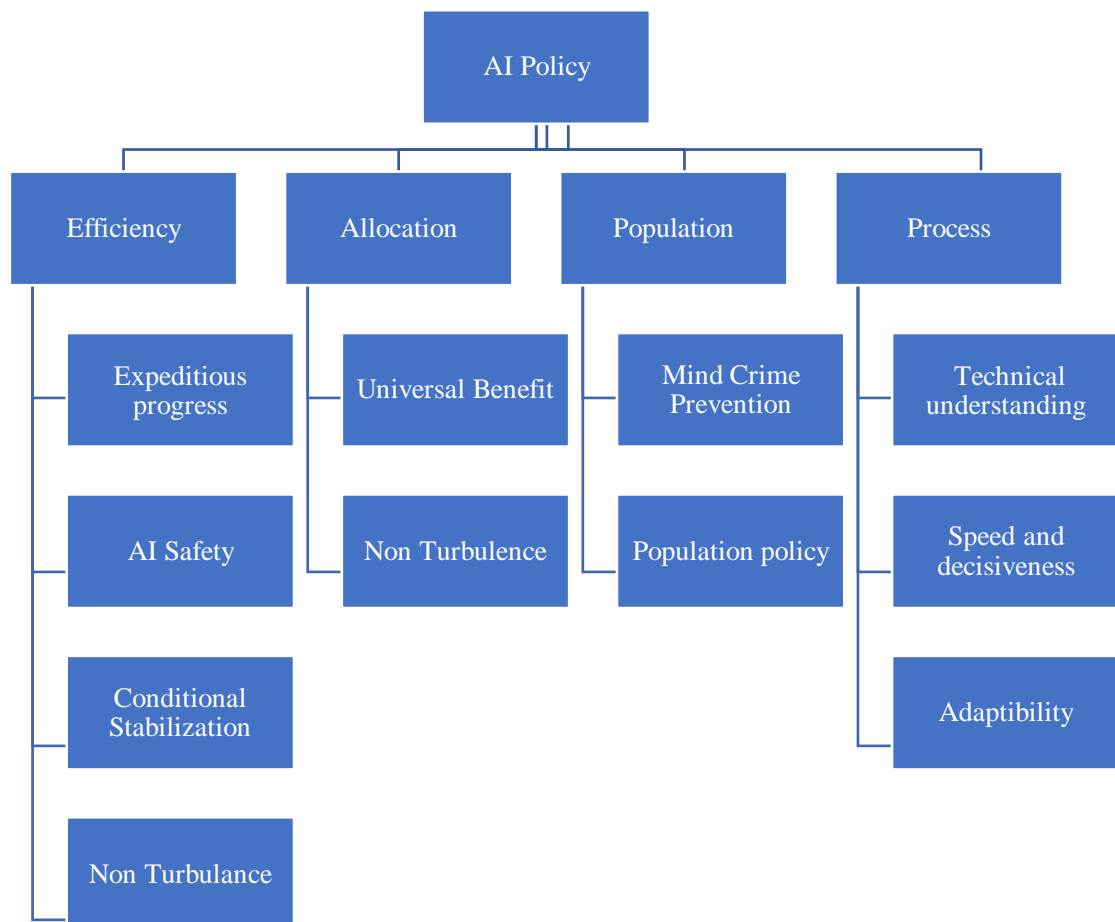 AI Policy
Efficiency
Allocation
Population
Process
Expeditious
progress
Universal Benefit
Mind Crime
Prevention
Technical
understanding
AI Safety
Non Turbulence
Population policy
Speed and
decisiveness
Conditional
Stabilization
Adaptibility
Non Turbulance